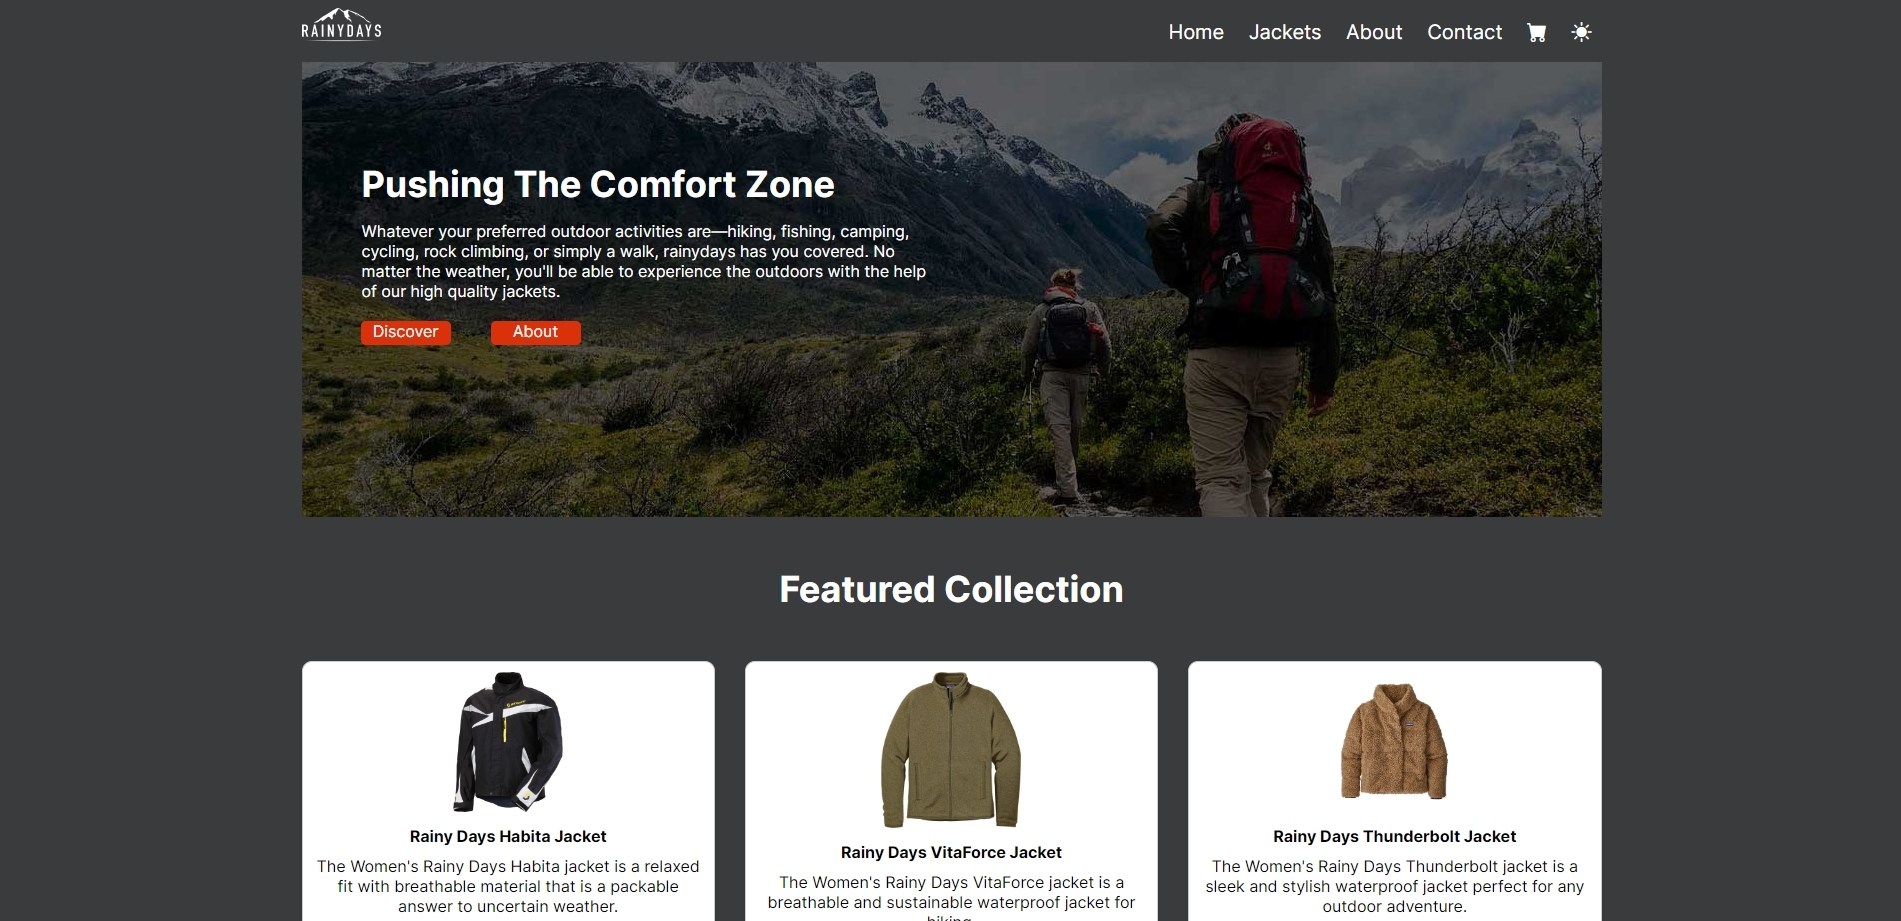 RAINYDAYS
Home Jackets About Contact
Pushing The Comfort Zone
Whatever your preferred outdoor activities are—hiking, fishing, camping,
cycling, rock climbing, or simply a walk, rainydays has you covered. No
matter the weather, you'll be able to experience the outdoors with the help
of our high quality jackets.
Discover About
Featured Collection
Rainy Days Habita Jacket
The Women's Rainy Days Habita jacket is a relaxed
fit with breathable material that is a packable
answer to uncertain weather.
Rainy Days VitaForce Jacket
The Women's Rainy Days VitaForce jacket is a
breathable and sustainable waterproof jacket for
hiking.
Rainy Days Thunderbolt Jacket
The Women's Rainy Days Thunderbolt jacket is a
sleek and stylish waterproof jacket perfect for any
outdoor adventure.